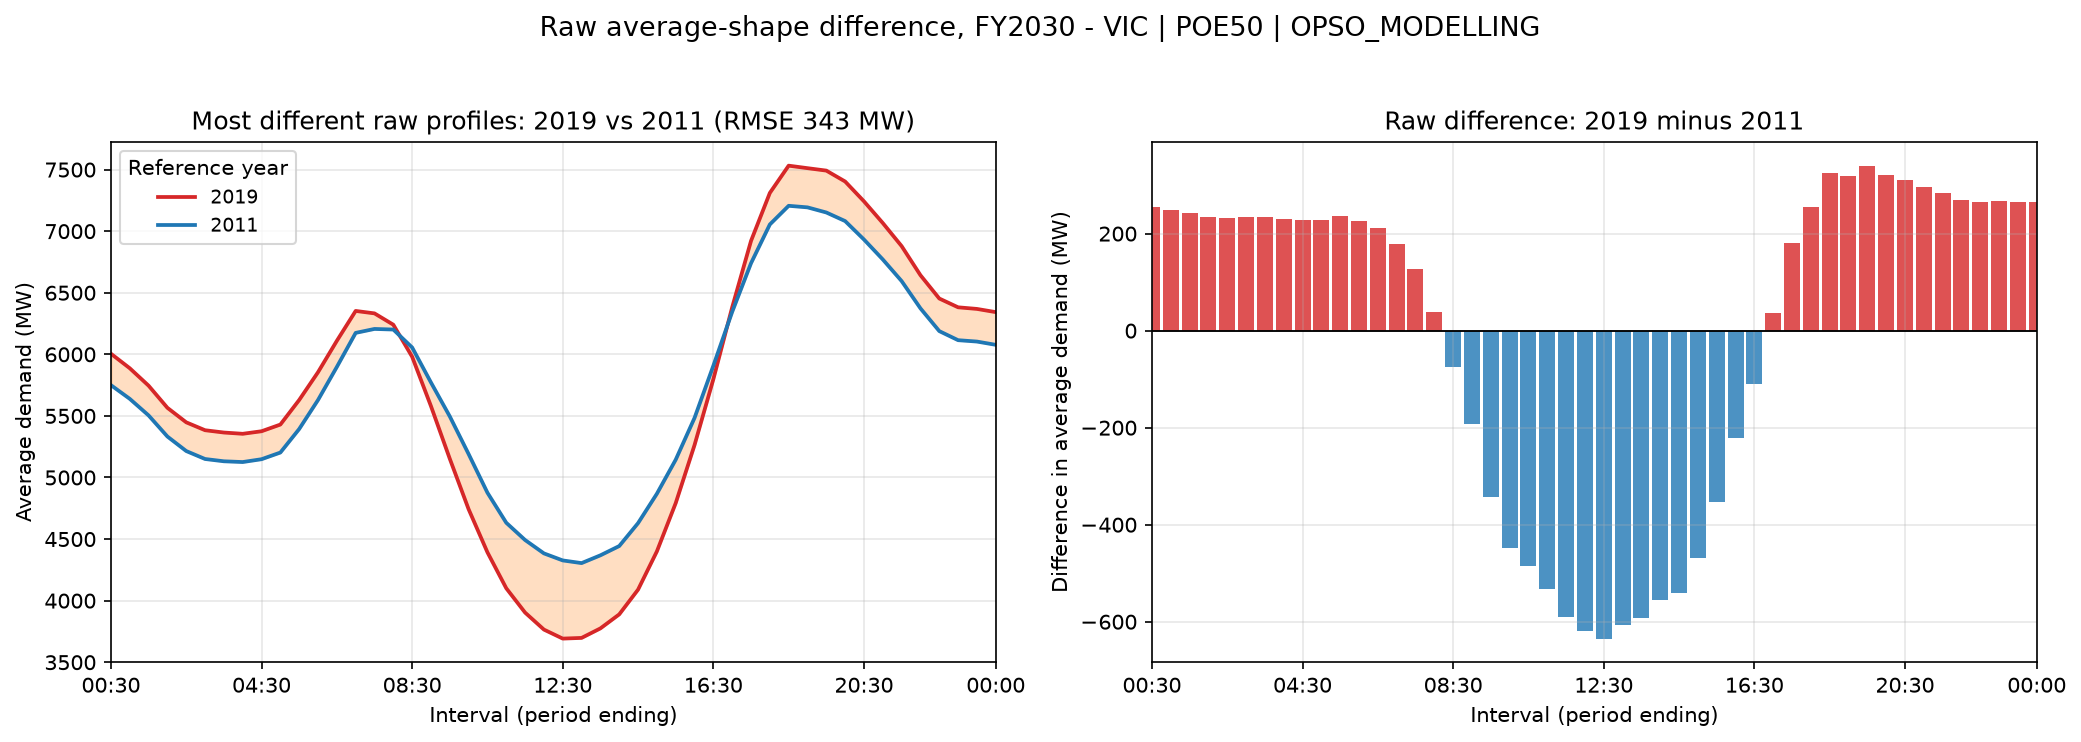 Raw average-shape difference, FY2030 - VIC | POE50 | OPSO_MODELLING
Most different raw profiles: 2019 vs 2011 (RMSE 343 MW)
Reference year
2019
2011
Average demand (MW)
7500
7000
6500
6000
5500
5000
4500
4000
3500
00:30 04:30 08:30 12:30 16:30 20:30 00:00
Interval (period ending)
Raw difference: 2019 minus 2011
Difference in average demand (MW)
200
0
−200
−400
−600
00:30 04:30 08:30 12:30 16:30 20:30 00:00
Interval (period ending)